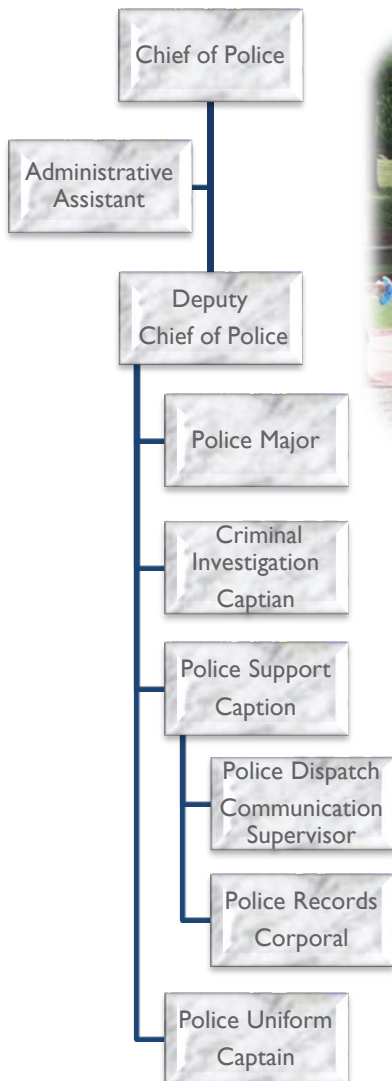 Chief of Police
Administrative
Assistant
Deputy
Chief of Police
Police Major
Criminal
Investigation
Captian
Police Support
Caption
Police Dispatch
Communication
Supervisor
Police Records
Corporal
Police Uniform
Captain